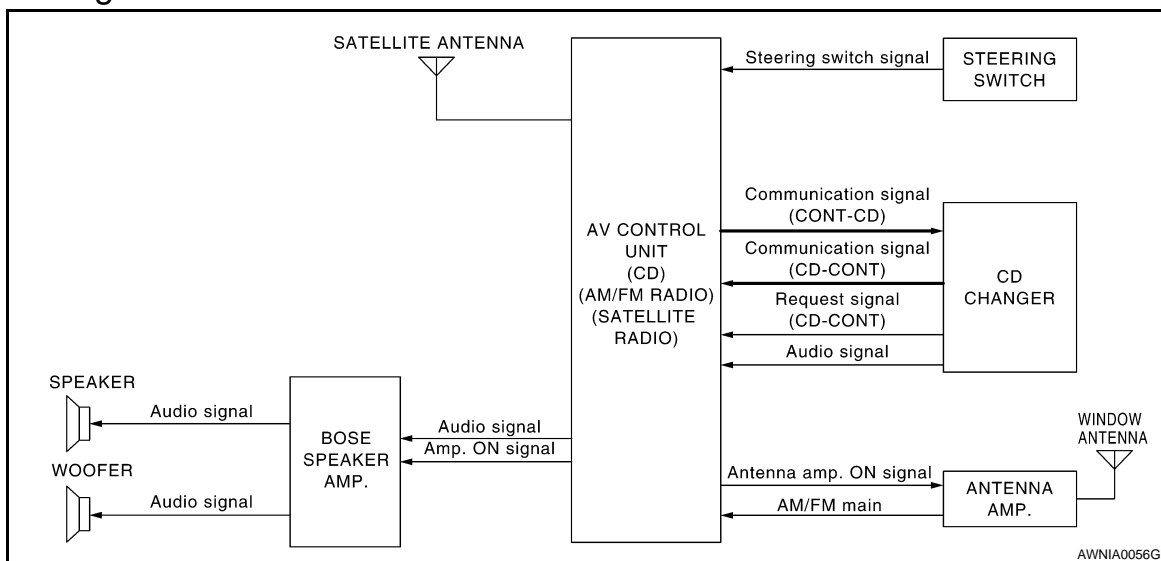 SATELLITE ANTENNA
Steering switch signal
STEERING
SWITCH
Communication signal
(CONT-CD)
Communication signal
(CD-CONT)
Request signal
(CD-CONT)
Audio signal
CD
CHANGER
AV CONTROL
UNIT
(CD)
(AM/FM RADIO)
(SATELLITE
RADIO)
SPEAKER
Audio signal
WOOFER
Audio signal
BOSE
SPEAKER
AMP.
Audio signal
Amp. ON signal
Antenna amp. ON signal
AM/FM main
ANTENNA
AMP.
WINDOW
ANTENNA
AWNIA0056G